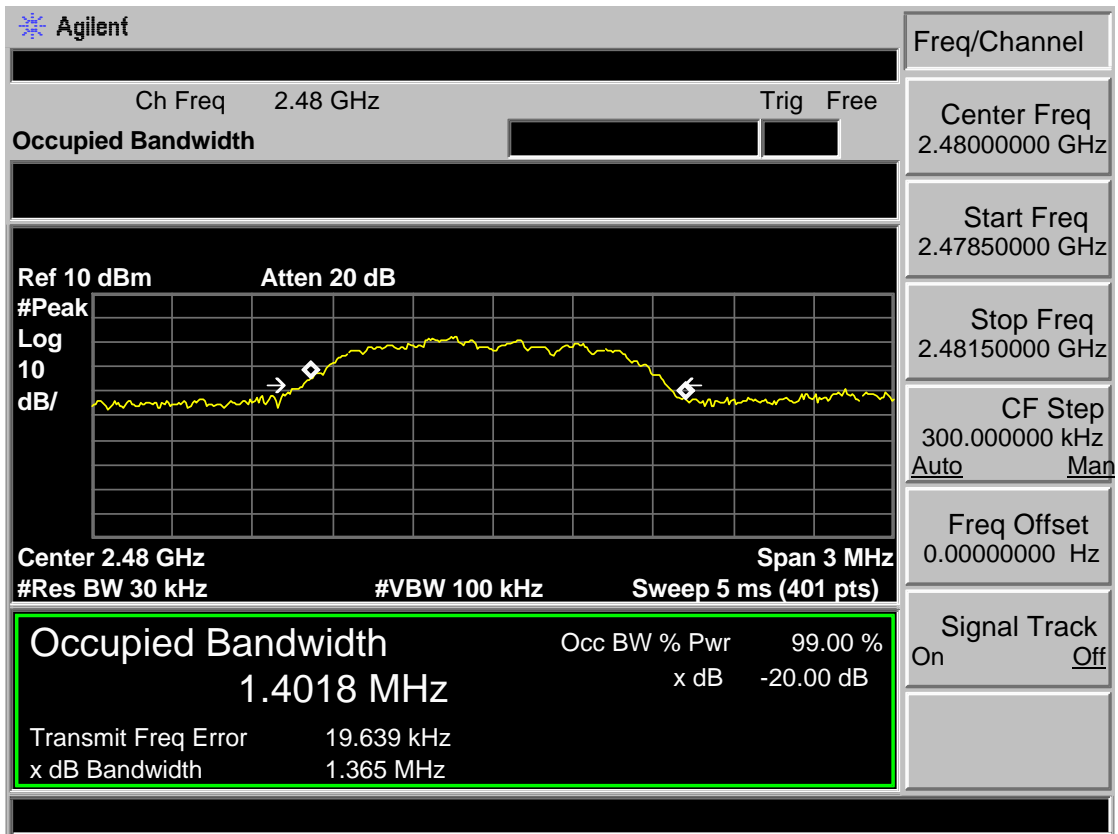 Agilent
Freq/Channel
Ch Freq 2.48 GHz Trig Free
Occupied Bandwidth
Center Freq
2.48000000 GHz
Start Freq
2.47850000 GHz
Stop Freq
2.48150000 GHz
CF Step
300.000000 kHz
Auto Man
Freq Offset
0.00000000 Hz
Signal Track
On Off
Ref 10 dBm Atten 20 dB
#Peak
Log
10
dB/
Center 2.48 GHz Span 3 MHz
#Res BW 30 kHz #VBW 100 kHz Sweep 5 ms (401 pts)
Occupied Bandwidth Occ BW % Pwr 99.00 %
1.4018 MHz x dB -20.00 dB
Transmit Freq Error 19.639 kHz
x dB Bandwidth 1.365 MHz